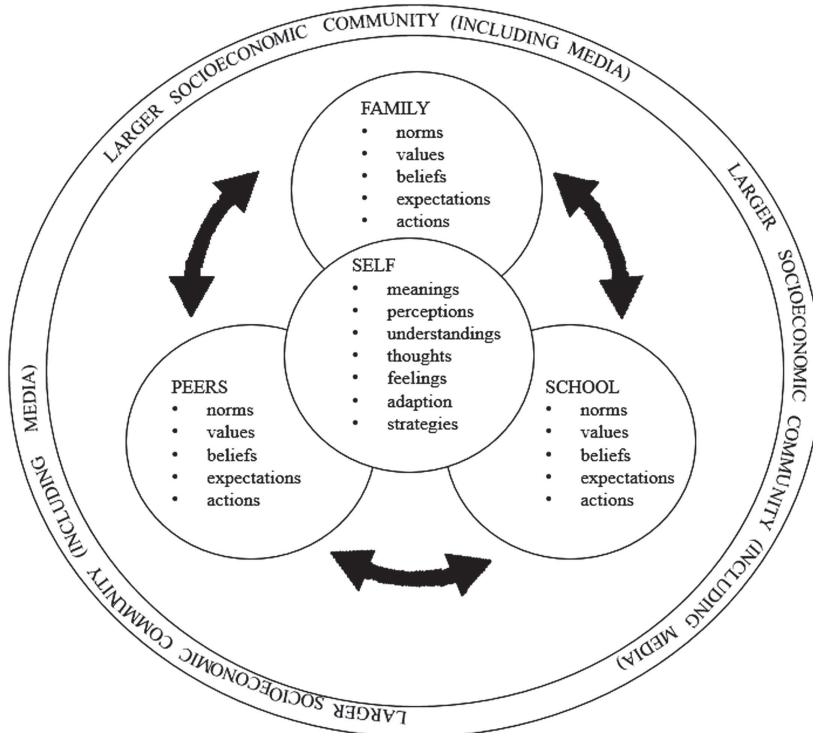 LARGER SOCIOECONOMIC COMMUNITY (INCLUDING MEDIA)
FAMILY
• norms
• values
• beliefs
• expectations
• actions
SELF
• meanings
• perceptions
• understandings
• thoughts
• feelings
• adaption
• strategies
PEERS
• norms
• values
• beliefs
• expectations
• actions
SCHOOL
• norms
• values
• beliefs
• expectations
• actions
LARGER SOCIOECONOMIC COMMUNITY (INCLUDING MEDIA)
LARGER SOCIOECONOMIC COMMUNITY (INCLUDING MEDIA)